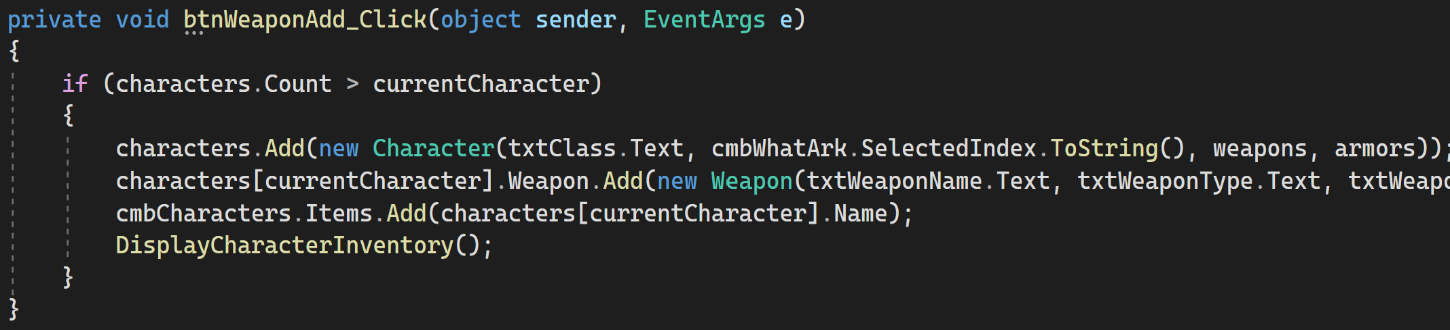 private void btnWeaponAdd_Click(object sender, EventArgs e)
{
if (characters.Count > currentCharacter)
{
characters.Add(new Character(txtClass.Text, cmbWhatArk.SelectedIndex.ToString(), weapons, armors));
characters[currentCharacter].Weapon.Add(new Weapon(txtWeaponName.Text, txtWeaponType.Text, txtWeapo
cmbCharacters.Items.Add(characters[currentCharacter].Name);
DisplayCharacterInventory();
}
}